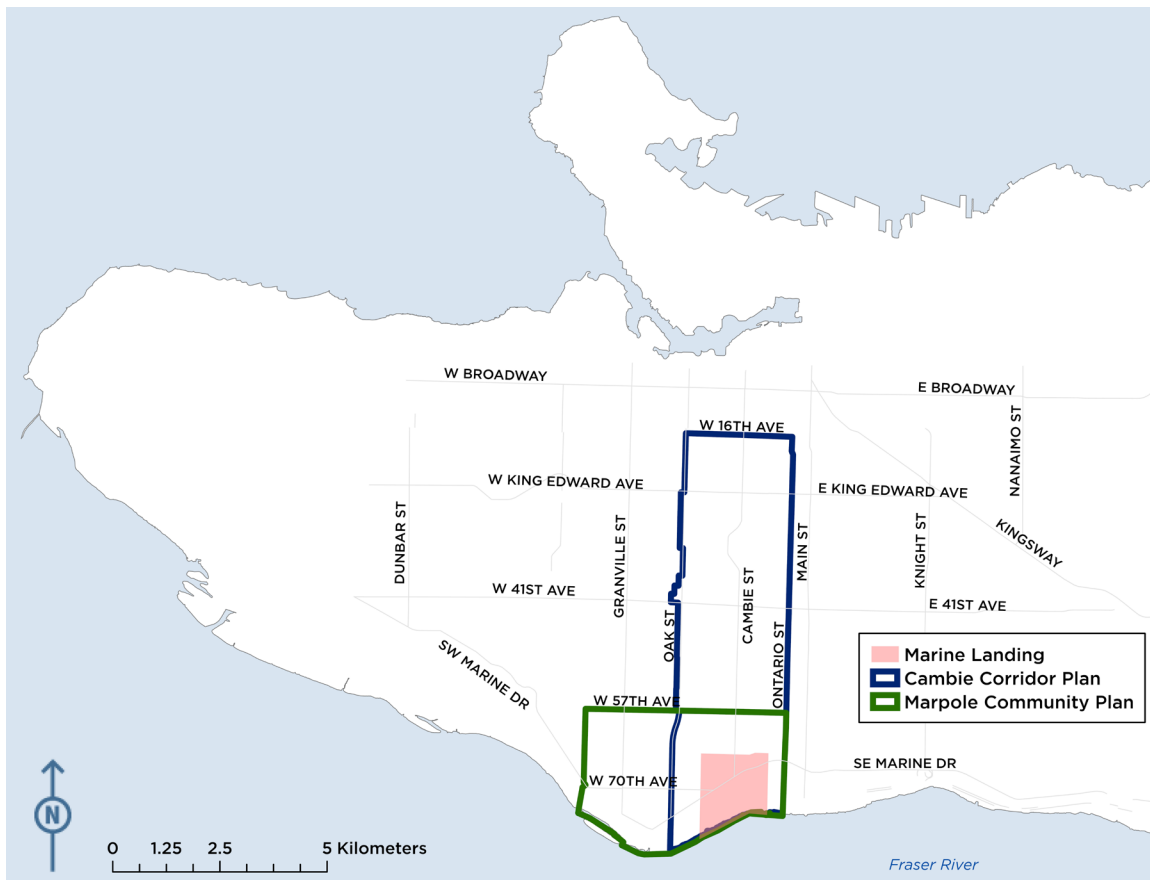 W BROADWAY
E BROADWAY
W 16TH AVE
NANAIMO ST
W KING EDWARD AVE
E KING EDWARD AVE
DUNBAR ST
GRANVILLE ST
MAIN ST
KNIGHT ST
KINGSWAY
W 41ST AVE
CAMBIE ST
E 41ST AVE
OAK ST
ONTARIO ST
SW MARINE DR
Marine Landing
Cambie Corridor Plan
Marpole Community Plan
W 57TH AVE
SE MARINE DR
W 70TH AVE
N
0 1.25 2.5 5 Kilometers
Fraser River